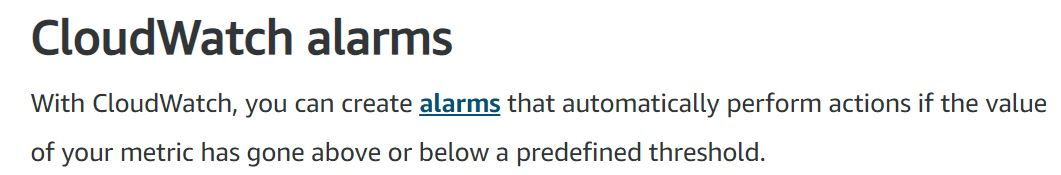 CloudWatch alarms
With CloudWatch, you can create alarms that automatically perform actions if the value
of your metric has gone above or below a predefined threshold.